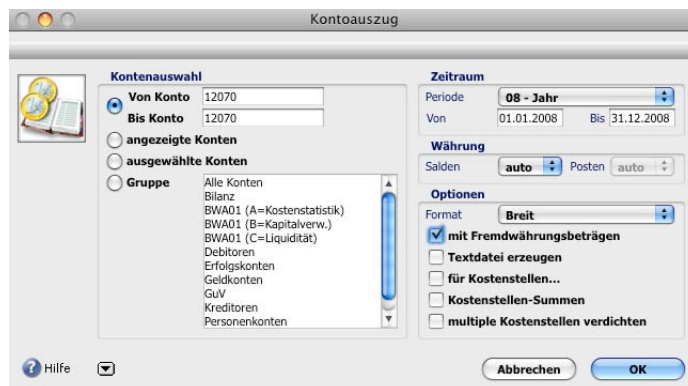 Kontoauszug
Kontenauswahl
Von Konto 12070
Bis Konto 12070
angezeigte Konten
ausgewählte Konten
Gruppe
Alle Konten
Bilanz
BWA01 (A=Kostenstatistik)
BWA01 (B=Kapitalverw.)
BWA01 (C=Liquidität)
Debitoren
Erfolgskonten
Geldkonten
GuV
Kreditoren
Personenkonten
Zeitraum
Periode 08 - Jahr
Von 01.01.2008 Bis 31.12.2008
Währung
Salden auto Posten auto
Optionen
Format Breit
mit Fremdwährungsbeträgen
Textdatei erzeugen
für Kostenstellen...
Kostenstellen-Summen
multiple Kostenstellen verdichten
? Hilfe
Abbrechen OK